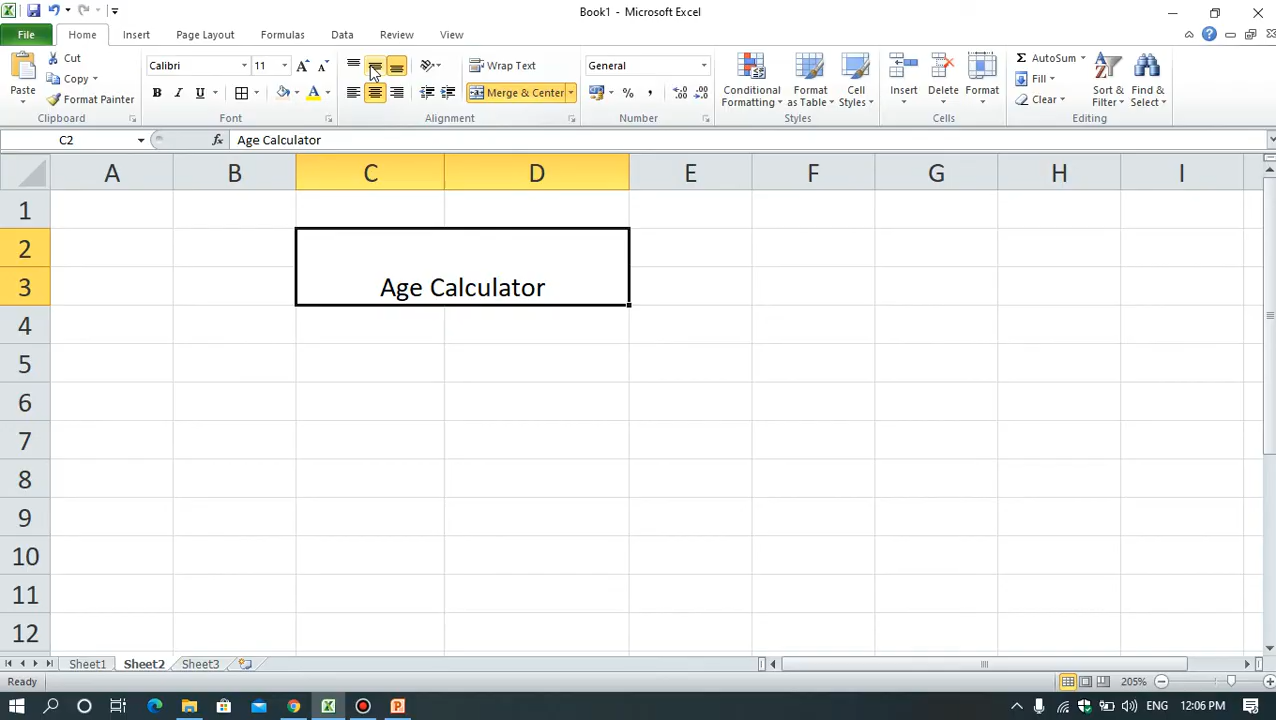 Book1 - Microsoft Excel
File Home Insert Page Layout Formulas Data Review View
Paste
Cut
Copy
Format Painter
Clipboard
Calibri 11
B I U
Font
Wrap Text
Merge & Center
Alignment
General
Number
Conditional Formatting
Format as Table
Cell Styles
Styles
Insert
Delete
Format
Cells
AutoSum
Fill
Clear
Sort & Filter
Find & Select
Editing
C2 fx Age Calculator
A B C D E F G H I
1
2
3
Age Calculator
4
5
6
7
8
9
10
11
12
Sheet1 Sheet2 Sheet3
Ready 205%
ENG 12:06 PM